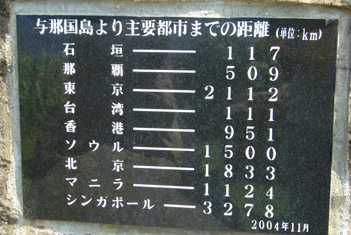 与那国島より主要都市までの距離 (単位:km)
石垣 ―― 117
那覇 ―― 509
東京 ―― 2112
台湾 ―― 111
香港 ―― 951
ソウル ―― 1500
北京 ―― 1833
マニラ ―― 1124
シンガポール ―― 3278
2004年11月